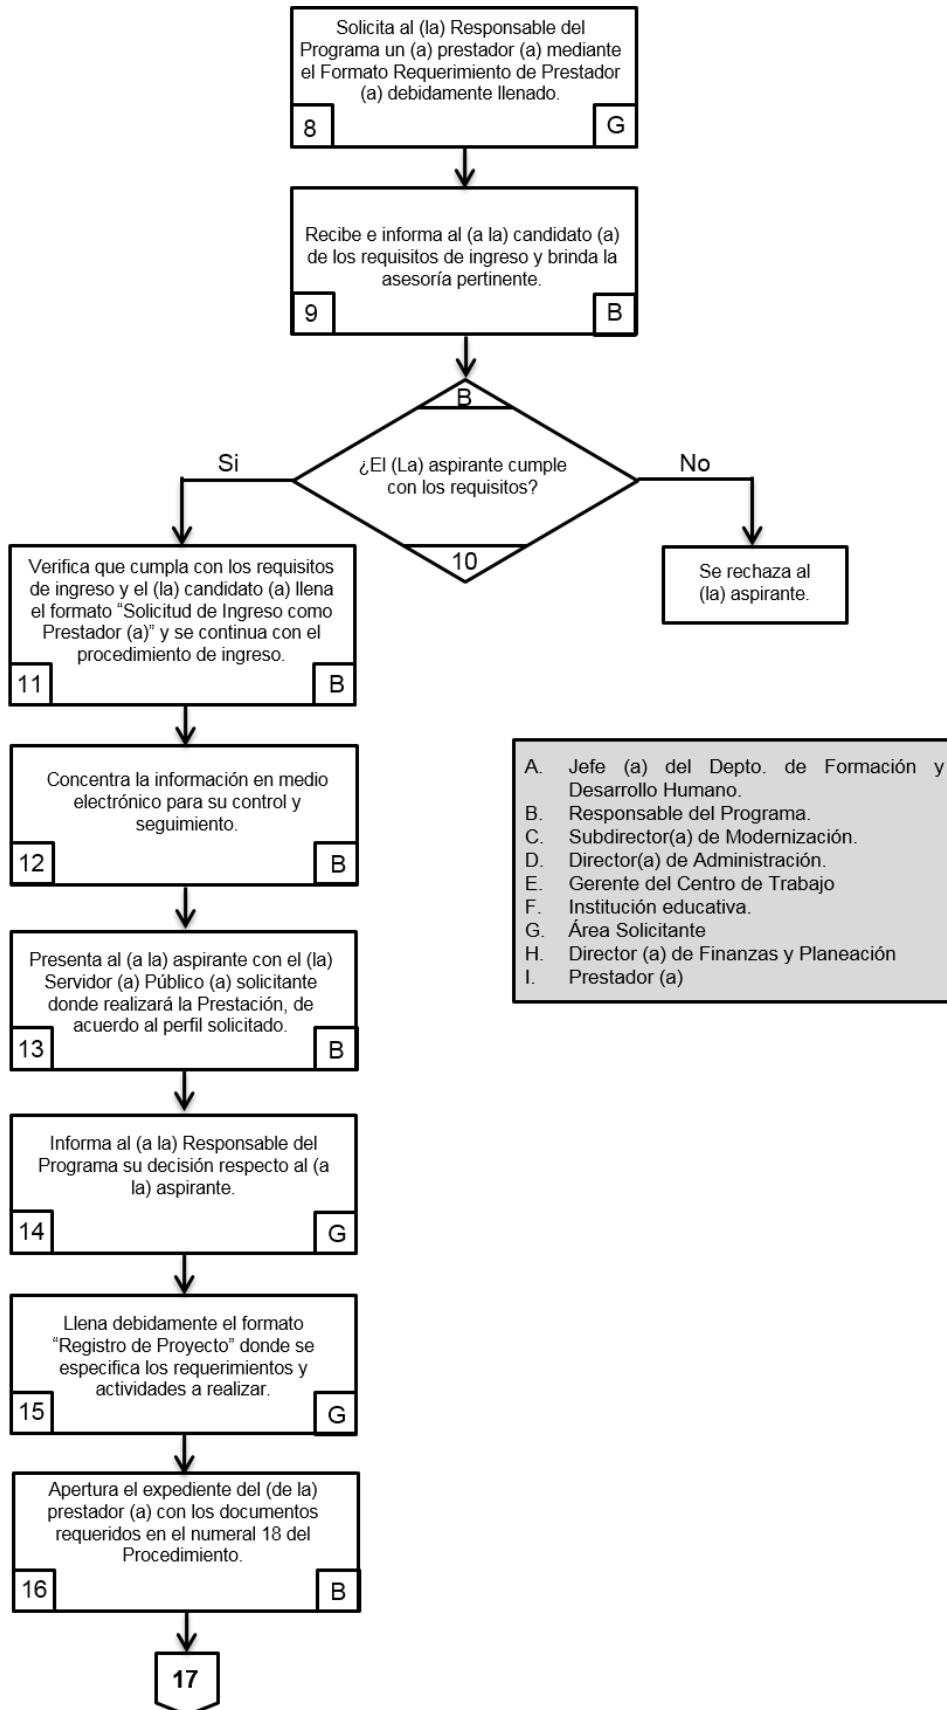 Solicita al (la) Responsable del
Programa un (a) prestador (a) mediante
el Formato Requerimiento de Prestador
(a) debidamente llenado.
8
G
Recibe e informa al (a la) candidato (a)
de los requisitos de ingreso y brinda la
asesoría pertinente.
9
B
B
¿El (La) aspirante cumple
con los requisitos?
10
Si
No
Se rechaza al
(la) aspirante.
Verifica que cumpla con los requisitos
de ingreso y el (la) candidato (a) llena
el formato “Solicitud de Ingreso como
Prestador (a)” y se continua con el
procedimiento de ingreso.
11
B
Concentra la información en medio
electrónico para su control y
seguimiento.
12
B
Presenta al (a la) aspirante con el (la)
Servidor (a) Público (a) solicitante
donde realizará la Prestación, de
acuerdo al perfil solicitado.
13
B
Informa al (a la) Responsable del
Programa su decisión respecto al (a
la) aspirante.
14
G
Llena debidamente el formato
“Registro de Proyecto” donde se
especifica los requerimientos y
actividades a realizar.
15
G
Apertura el expediente del (de la)
prestador (a) con los documentos
requeridos en el numeral 18 del
Procedimiento.
16
B
17
A. Jefe (a) del Depto. de Formación y
Desarrollo Humano.
B. Responsable del Programa.
C. Subdirector(a) de Modernización.
D. Director(a) de Administración.
E. Gerente del Centro de Trabajo
F. Institución educativa.
G. Área Solicitante
H. Director (a) de Finanzas y Planeación
I. Prestador (a)